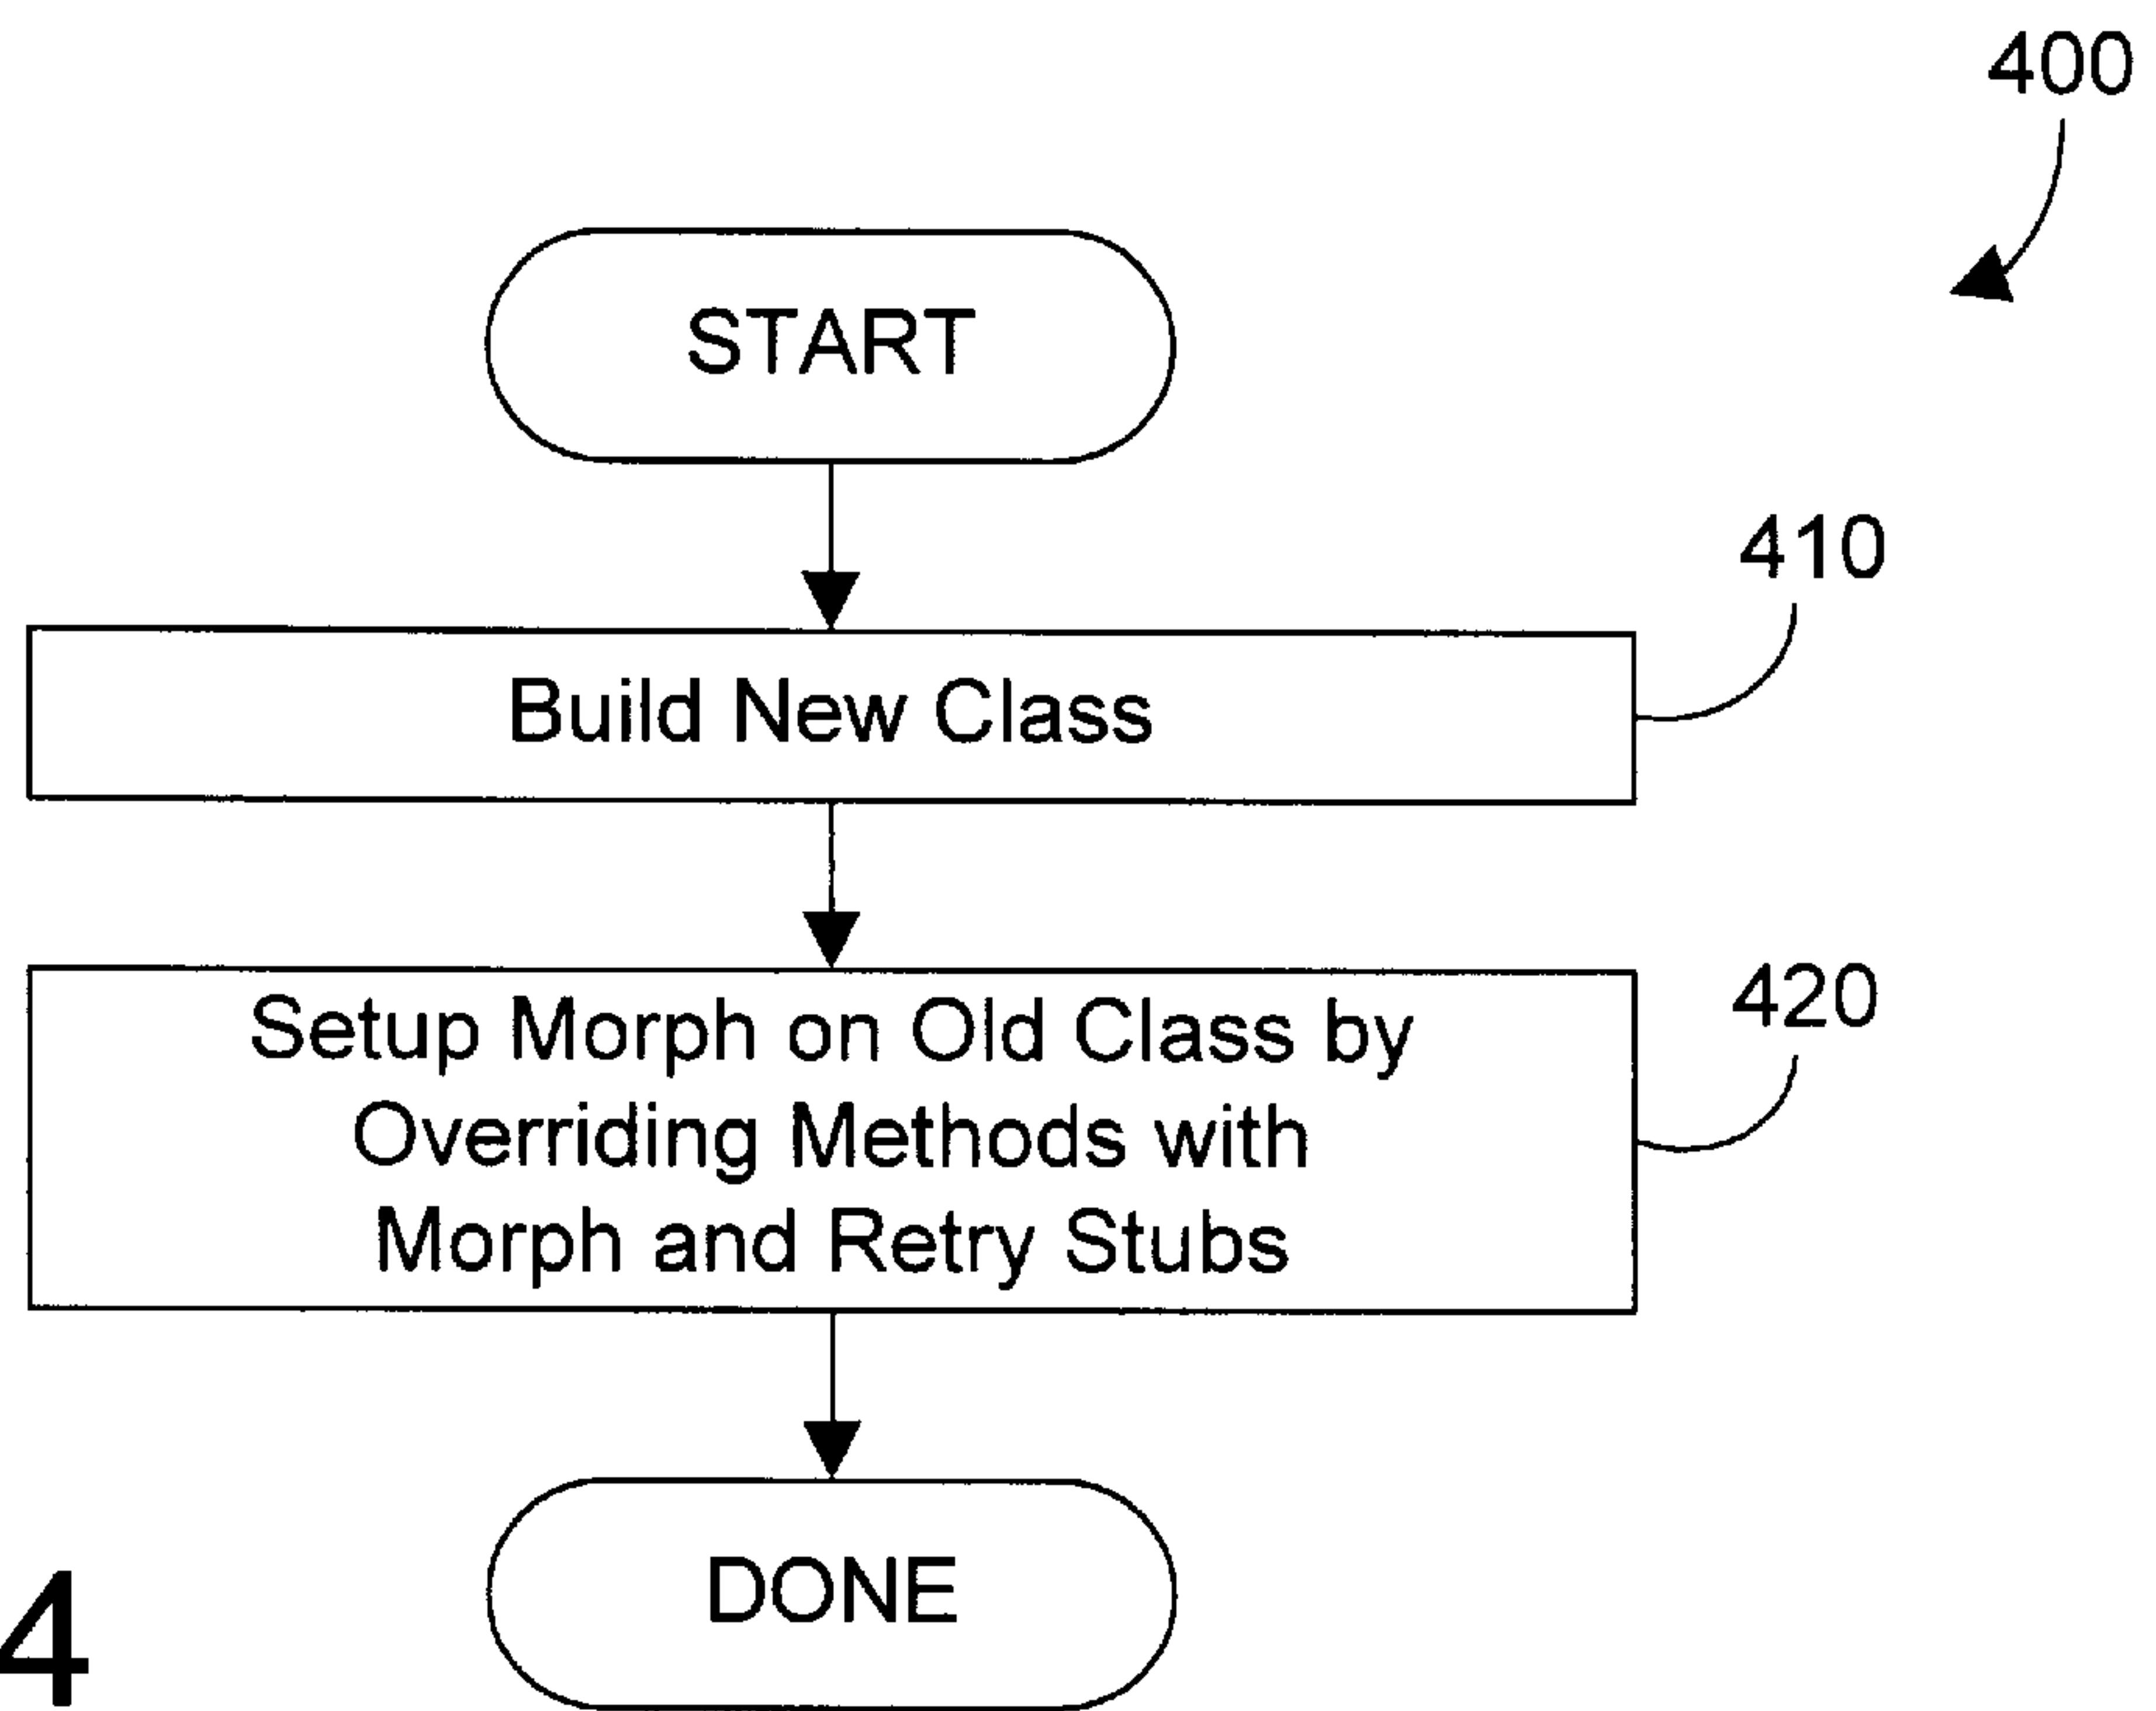 400
START
410
Build New Class
420
Setup Morph on Old Class by
Overriding Methods with
Morph and Retry Stubs
DONE
4